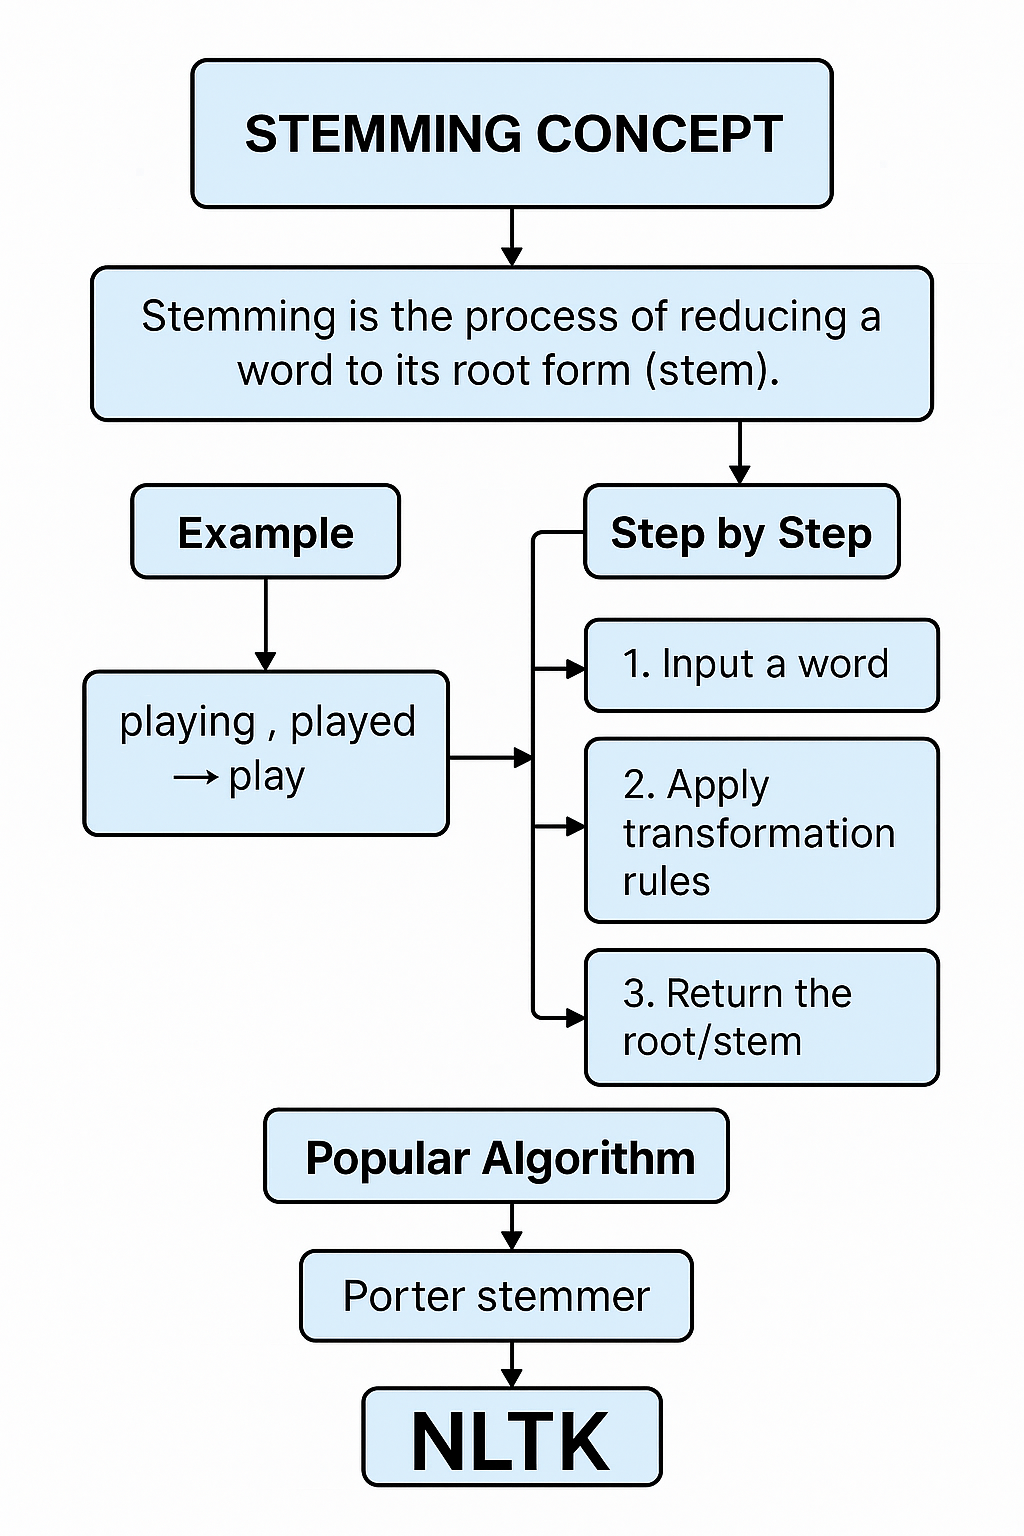 STEMMING CONCEPT
Stemming is the process of reducing a
word to its root form (stem).
Example
playing , played
→ play
Step by Step
1. Input a word
2. Apply
transformation
rules
3. Return the
root/stem
Popular Algorithm
Porter stemmer
NLTK